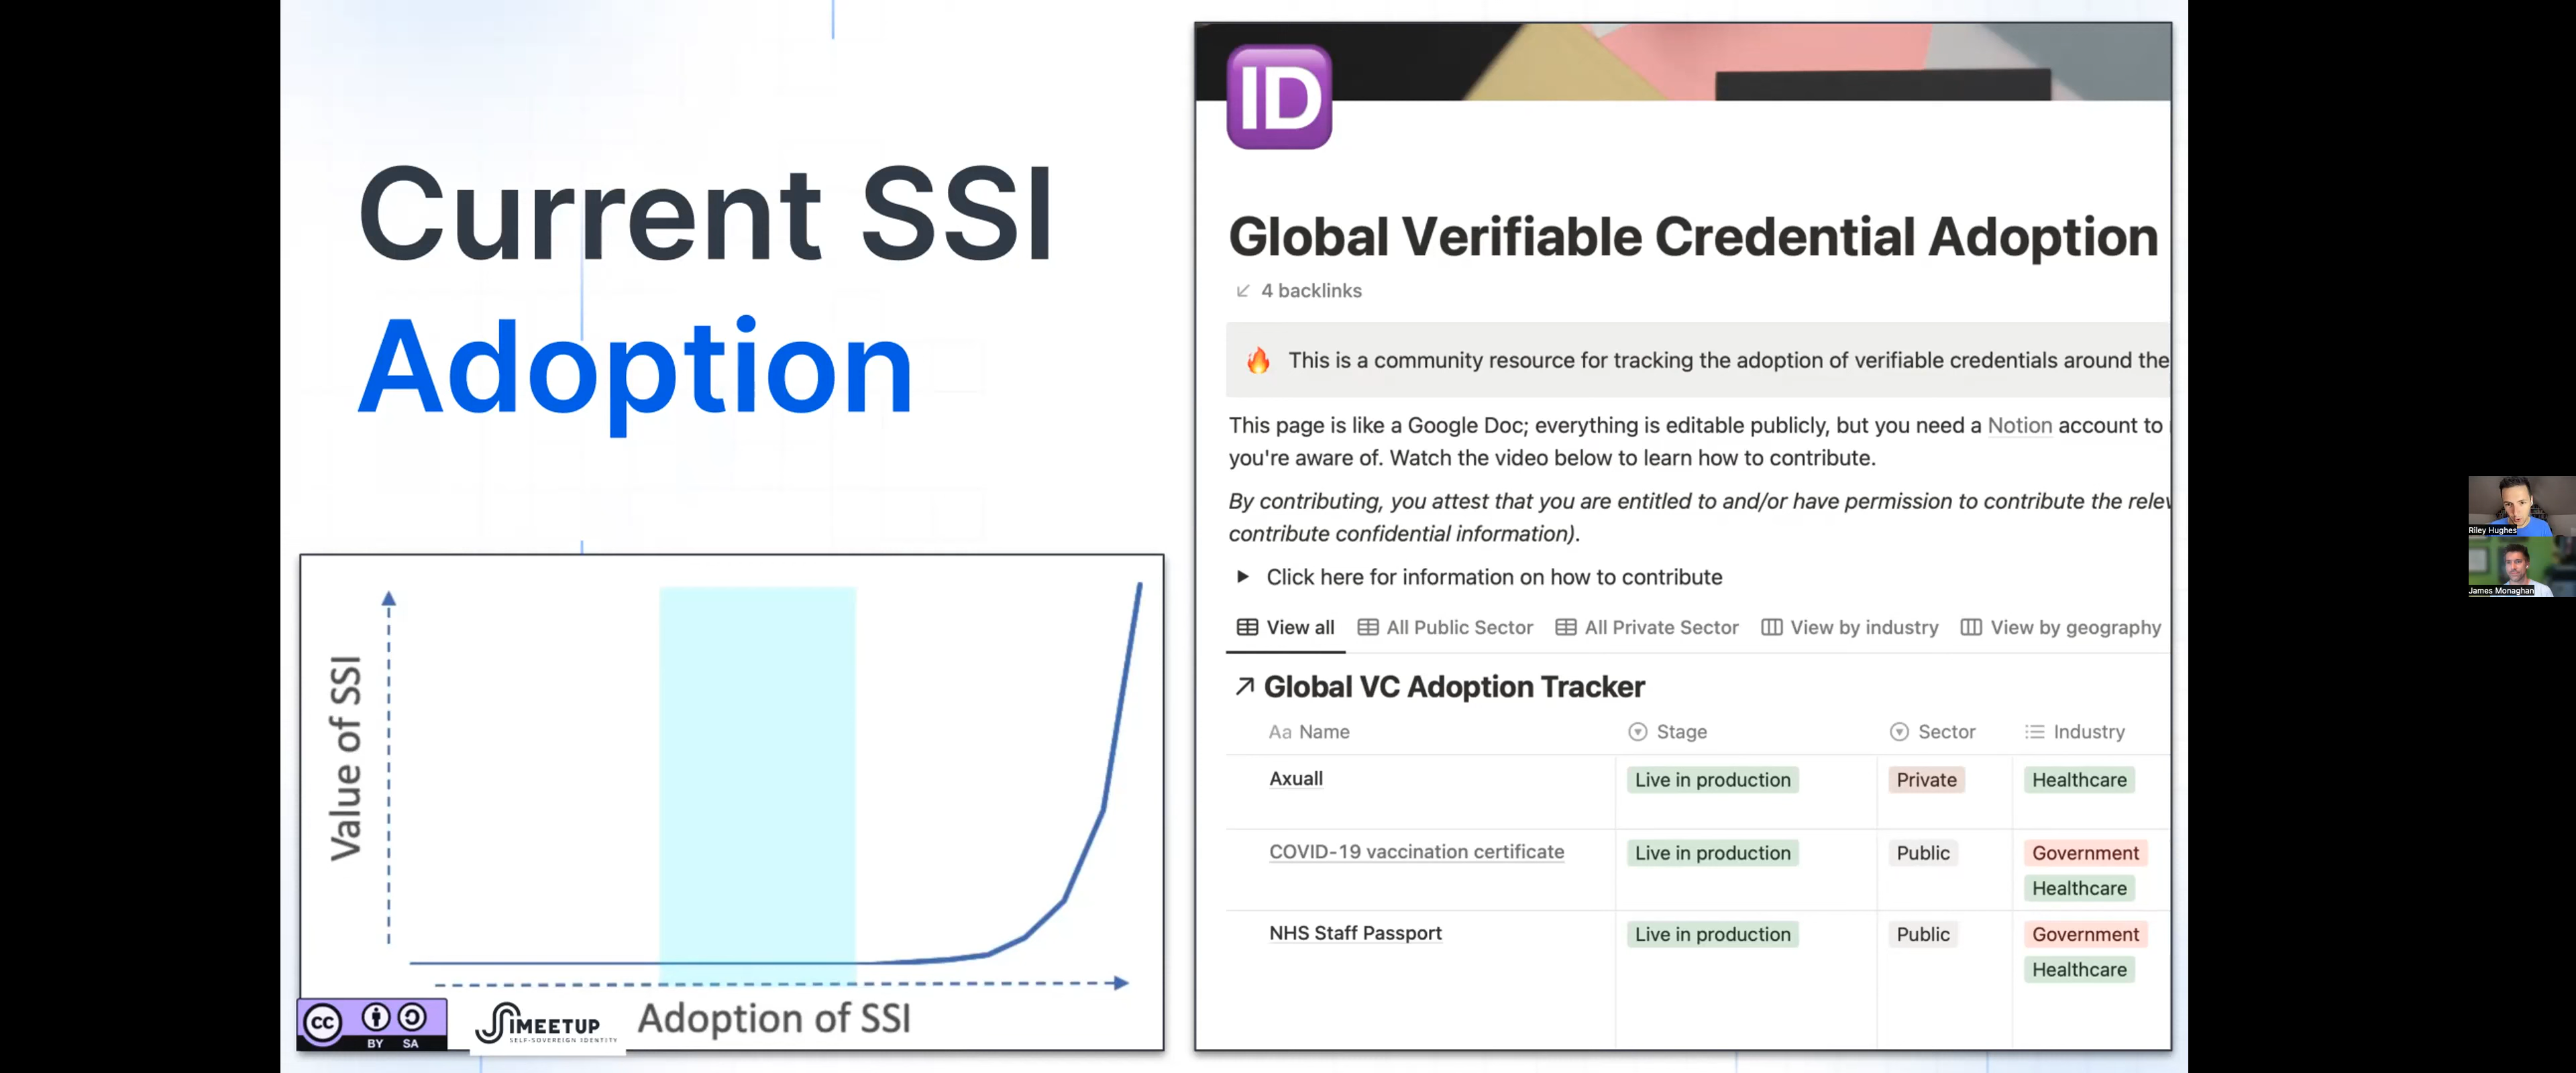 Current SSI
Adoption
Value of SSI
Adoption of SSI
CC BY SA
SSIMEETUP
SELF-SOVEREIGN IDENTITY
ID
Global Verifiable Credential Adoption
4 backlinks
This is a community resource for tracking the adoption of verifiable credentials around the
This page is like a Google Doc; everything is editable publicly, but you need a Notion account to
you're aware of. Watch the video below to learn how to contribute.
By contributing, you attest that you are entitled to and/or have permission to contribute the relev
contribute confidential information).
Click here for information on how to contribute
View all All Public Sector All Private Sector View by industry View by geography
Global VC Adoption Tracker
Aa Name Stage Sector Industry
Axuall Live in production Private Healthcare
COVID-19 vaccination certificate Live in production Public Government
Healthcare
NHS Staff Passport Live in production Public Government
Healthcare
Riley Hughes
James Monaghan